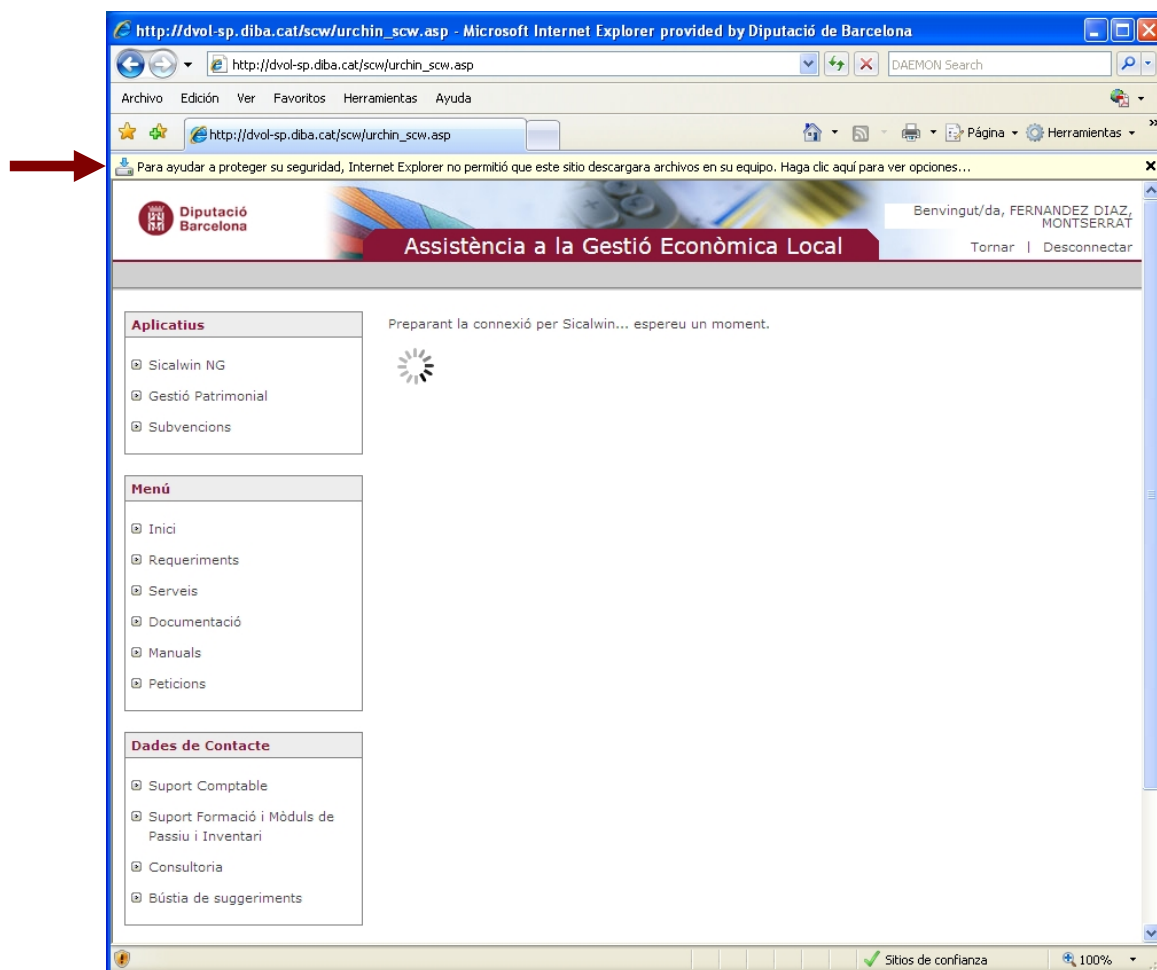 http://dvol-sp.diba.cat/scw/urchin_scw.asp - Microsoft Internet Explorer provided by Diputació de Barcelona
http://dvol-sp.diba.cat/scw/urchin_scw.asp
DAEMON Search
Archivo Edición Ver Favoritos Herramientas Ayuda
http://dvol-sp.diba.cat/scw/urchin_scw.asp
Página Herramientas »
Para ayudar a proteger su seguridad, Internet Explorer no permitió que este sitio descargara archivos en su equipo. Haga clic aquí para ver opciones...
Diputació
Barcelona
Assistència a la Gestió Econòmica Local
Benvingut/da, FERNANDEZ DIAZ,
MONTSERRAT
Tornar | Desconnectar
Aplicatius
Sicalwin NG
Gestió Patrimonial
Subvencions
Preparant la connexió per Sicalwin... espereu un moment.
Menú
Inici
Requeriments
Serveis
Documentació
Manuals
Peticions
Dades de Contacte
Suport Comptable
Suport Formació i Mòduls de
Passiu i Inventari
Consultoria
Bústia de suggeriments
Sitios de confianza
100%